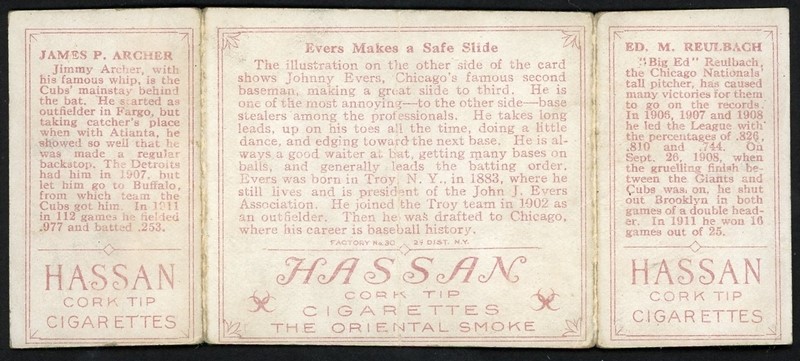 JAMES P. ARCHER
Jimmy Archer, with
his famous whip, is the
Cubs' mainstay behind
the bat. He started as
outfielder in Fargo, but
taking catcher's place
when with Atlanta, he
showed so well that he
was made a regular
backstop. The Detroits
had him in 1907, but
let him go to Buffalo,
from which team the
Cubs got him. In 1911
in 112 games he fielded
.977 and batted .253.
HASSAN
CORK TIP
CIGARETTES
Evers Makes a Safe Slide
The illustration on the other side of the card
shows Johnny Evers, Chicago's famous second
baseman, making a great slide to third. He is
one of the most annoying—to the other side—base
stealers among the professionals. He takes long
leads, up on his toes all the time, doing a little
dance, and edging toward the next base. He is al-
ways a good waiter at bat, getting many bases on
balls, and generally leads the batting order.
Evers was born in Troy, N. Y., in 1883, where he
still lives and is president of the John J. Evers
Association. He joined the Troy team in 1902 as
an outfielder. Then he was drafted to Chicago,
where his career is baseball history.
FACTORY No. 30 2d DIST. N.Y.
HASSAN
CORK TIP
CIGARETTES
THE ORIENTAL SMOKE
ED. M. REULBACH
"Big Ed" Reulbach,
the Chicago Nationals'
tall pitcher, has caused
many victories for them
to go on the records.
In 1906, 1907 and 1908
he led the League with
the percentages of .826,
.810 and .744. On
Sept. 26, 1908, when
the gruelling finish be-
tween the Giants and
Cubs was on, he shut
out Brooklyn in both
games of a double head-
er. In 1911 he won 16
games out of 25.
HASSAN
CORK TIP
CIGARETTES